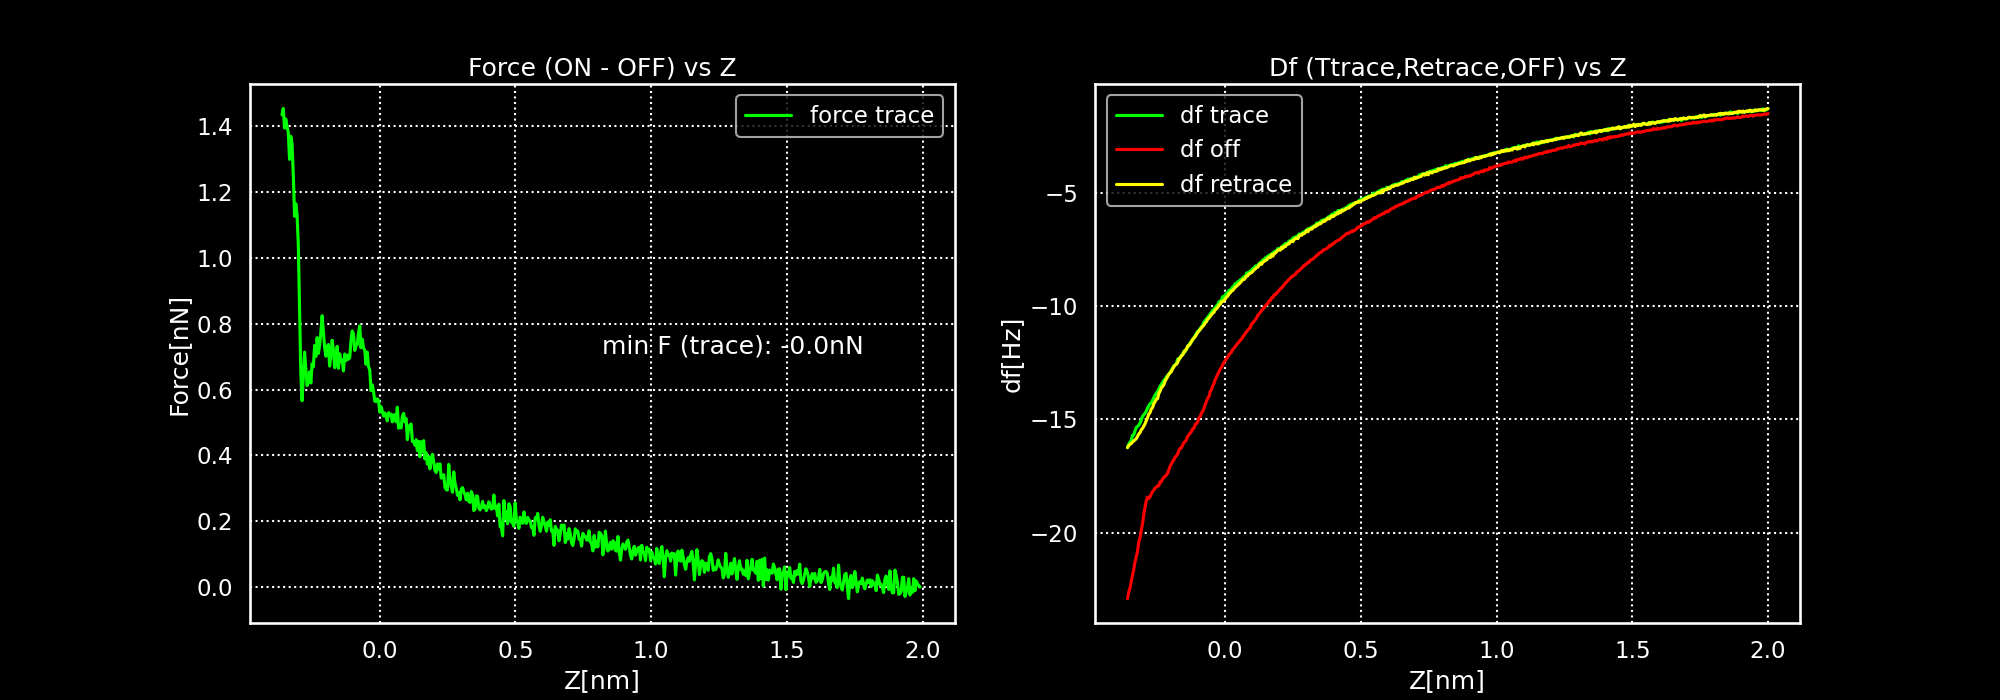 Force (ON - OFF) vs Z
force trace
min F (trace): -0.0nN
Force[nN]
1.4
1.2
1.0
0.8
0.6
0.4
0.2
0.0
0.0 0.5 1.0 1.5 2.0
Z[nm]
Df (Ttrace,Retrace,OFF) vs Z
df trace
df off
df retrace
df[Hz]
−5
−10
−15
−20
0.0 0.5 1.0 1.5 2.0
Z[nm]